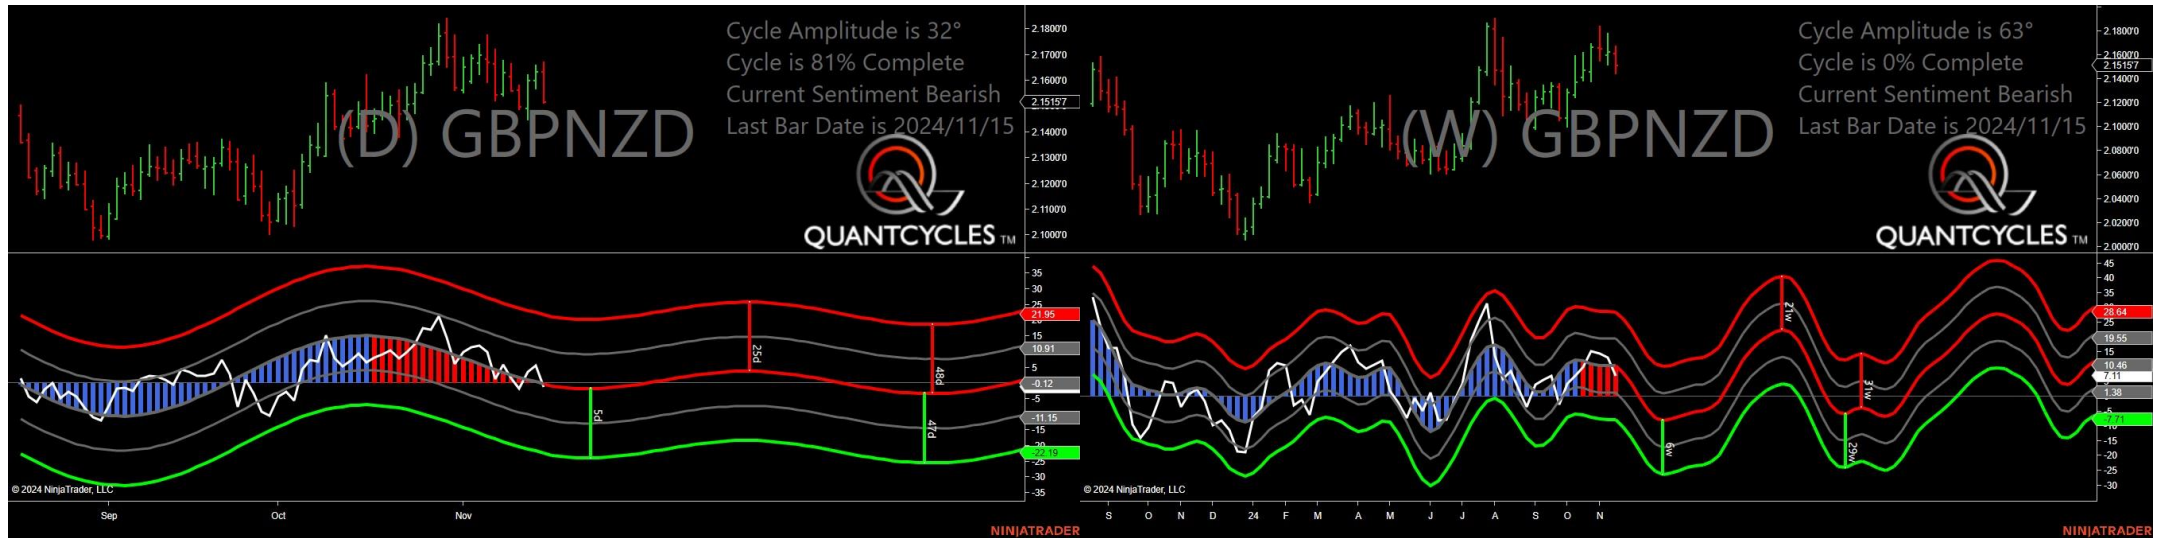 Cycle Amplitude is 32°
Cycle is 81% Complete
Current Sentiment Bearish
Last Bar Date is 2024/11/15
(D) GBPNZD
QUANTCYCLES TM
2.1800'0
2.1700'0
2.1600'0
2.1515'7
2.1400'0
2.1300'0
2.1200'0
2.1100'0
2.1000'0
35
30
25
21.95
15
10.91
5
-0.12
-5
-11.15
-15
-20
-22.19
-25
-30
-35
25d
48d
5d
47d
© 2024 NinjaTrader, LLC
Sep Oct Nov
NINJATRADER
Cycle Amplitude is 63°
Cycle is 0% Complete
Current Sentiment Bearish
Last Bar Date is 2024/11/15
(W) GBPNZD
QUANTCYCLES TM
2.1800'0
2.1600'0
2.1515'7
2.1400'0
2.1200'0
2.1000'0
2.0800'0
2.0600'0
2.0400'0
2.0200'0
2.0000'0
45
40
35
28.64
25
19.55
15
10.46
7.11
1.38
-5
-7.71
-15
-20
-25
-30
21w
31w
6w
29w
© 2024 NinjaTrader, LLC
S O N D 24 F M A M J J A S O N
NINJATRADER